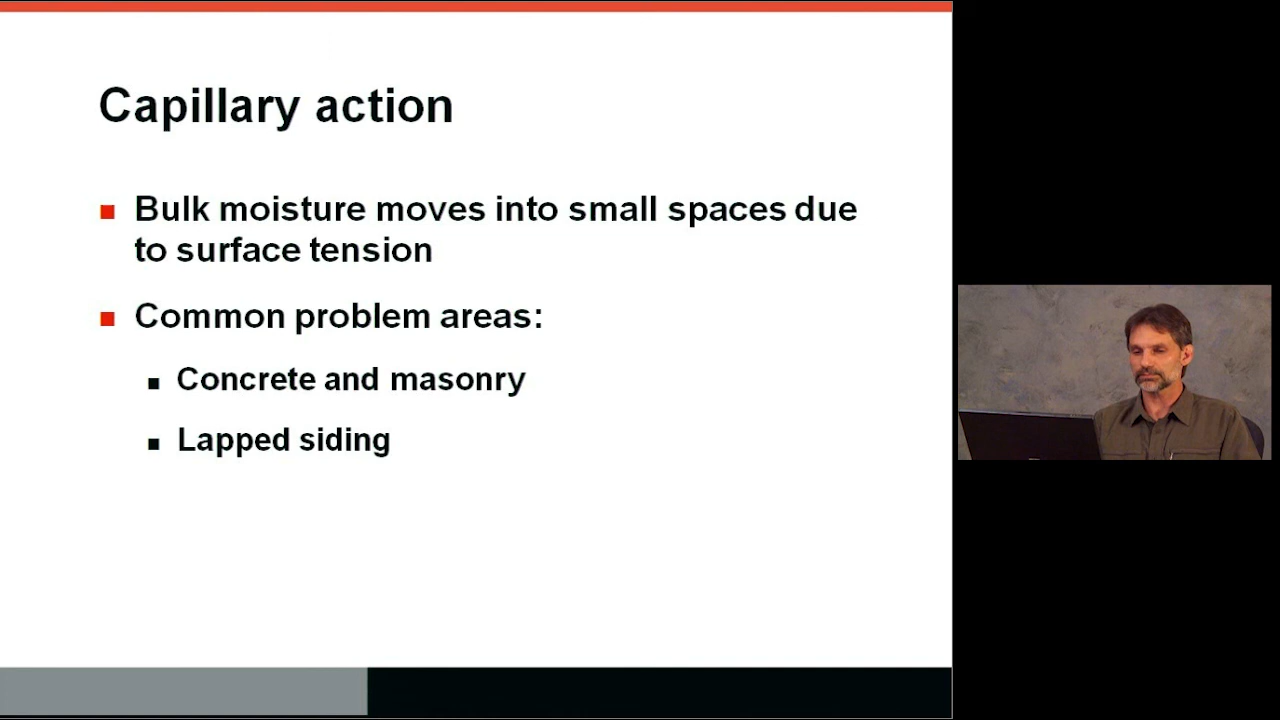 Capillary action
Bulk moisture moves into small spaces due
to surface tension
Common problem areas:
Concrete and masonry
Lapped siding